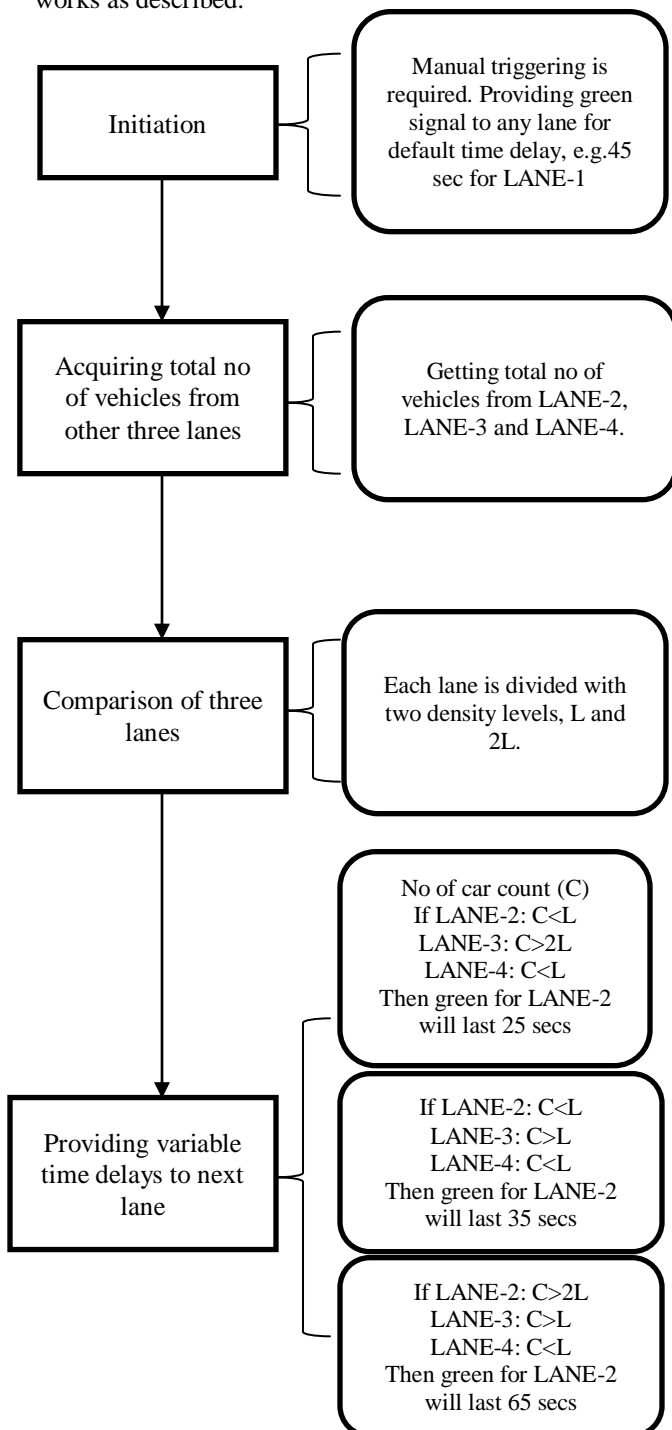 works as described.
Initiation
Manual triggering is
required. Providing green
signal to any lane for
default time delay, e.g.45
sec for LANE-1
Acquiring total no
of vehicles from
other three lanes
Getting total no of
vehicles from LANE-2,
LANE-3 and LANE-4.
Comparison of three
lanes
Each lane is divided with
two density levels, L and
2L.
Providing variable
time delays to next
lane
No of car count (C)
If LANE-2: C<L
LANE-3: C>2L
LANE-4: C<L
Then green for LANE-2
will last 25 secs
If LANE-2: C<L
LANE-3: C>L
LANE-4: C<L
Then green for LANE-2
will last 35 secs
If LANE-2: C>2L
LANE-3: C>L
LANE-4: C<L
Then green for LANE-2
will last 65 secs